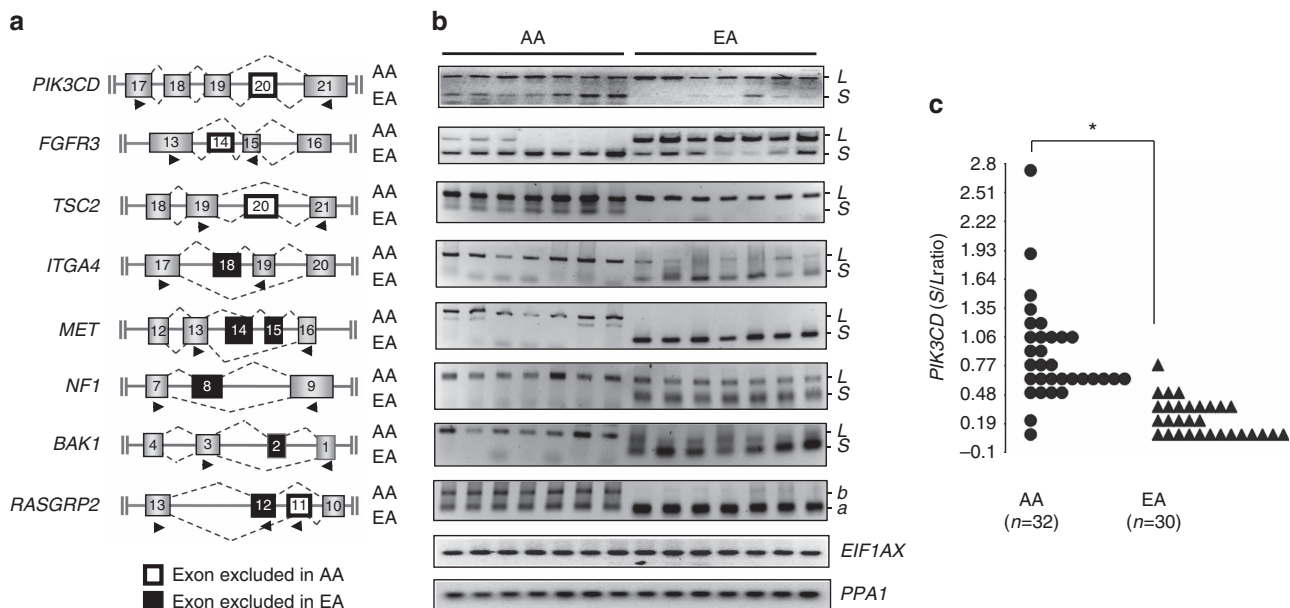 a
PIK3CD 17 18 19 20 21 AA EA
FGFR3 13 14 15 16 AA EA
TSC2 18 19 20 21 AA EA
ITGA4 17 18 19 20 AA EA
MET 12 13 14 15 16 AA EA
NF1 7 8 9 AA EA
BAK1 4 3 2 1 AA EA
RASGRP2 13 12 11 10 AA EA
Exon excluded in AA
Exon excluded in EA
b
AA EA
L
S
L
S
L
S
L
S
L
S
L
S
L
S
b
a
EIF1AX
PPA1
c
*
PIK3CD (S/Lratio)
2.8
2.51
2.22
1.93
1.64
1.35
1.06
0.77
0.48
0.19
–0.1
AA EA
(n=32) (n=30)